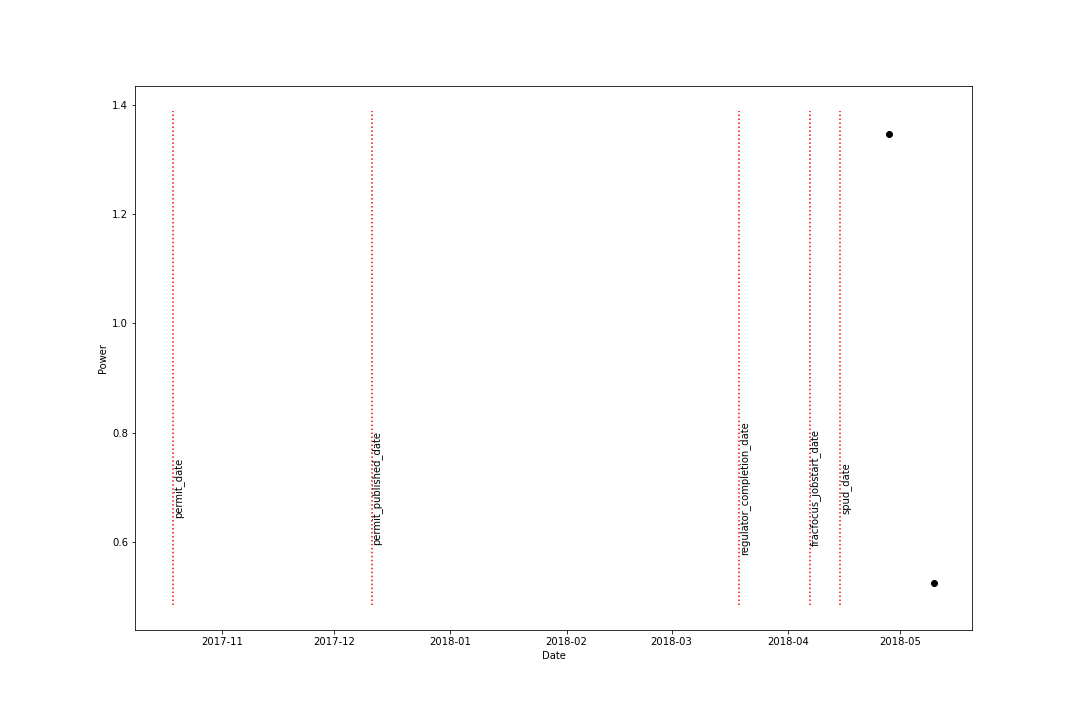 1.4
1.2
1.0
0.8
0.6
Power
permit_date
permit_published_date
regulator_completion_date
fracfocus_jobstart_date
spud_date
2017-11
2017-12
2018-01
2018-02
2018-03
2018-04
2018-05
Date